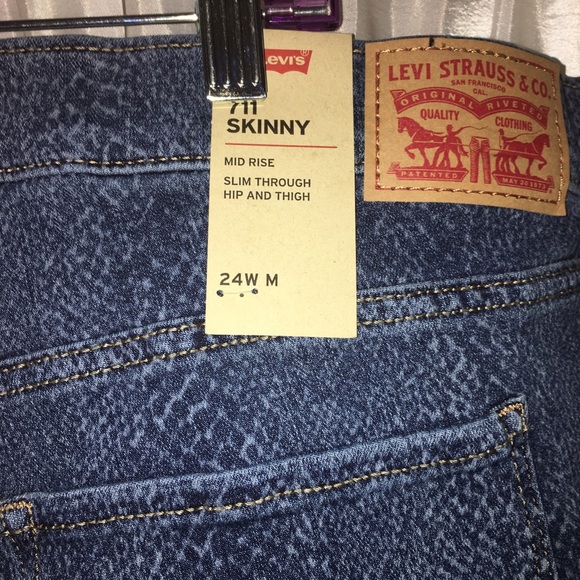 Levi's®
711
SKINNY
MID RISE
SLIM THROUGH
HIP AND THIGH
24W M
LEVI STRAUSS & CO.
SAN FRANCISCO
CAL.
ORIGINAL RIVETED
QUALITY CLOTHING
PATENTED MAY 20 1873